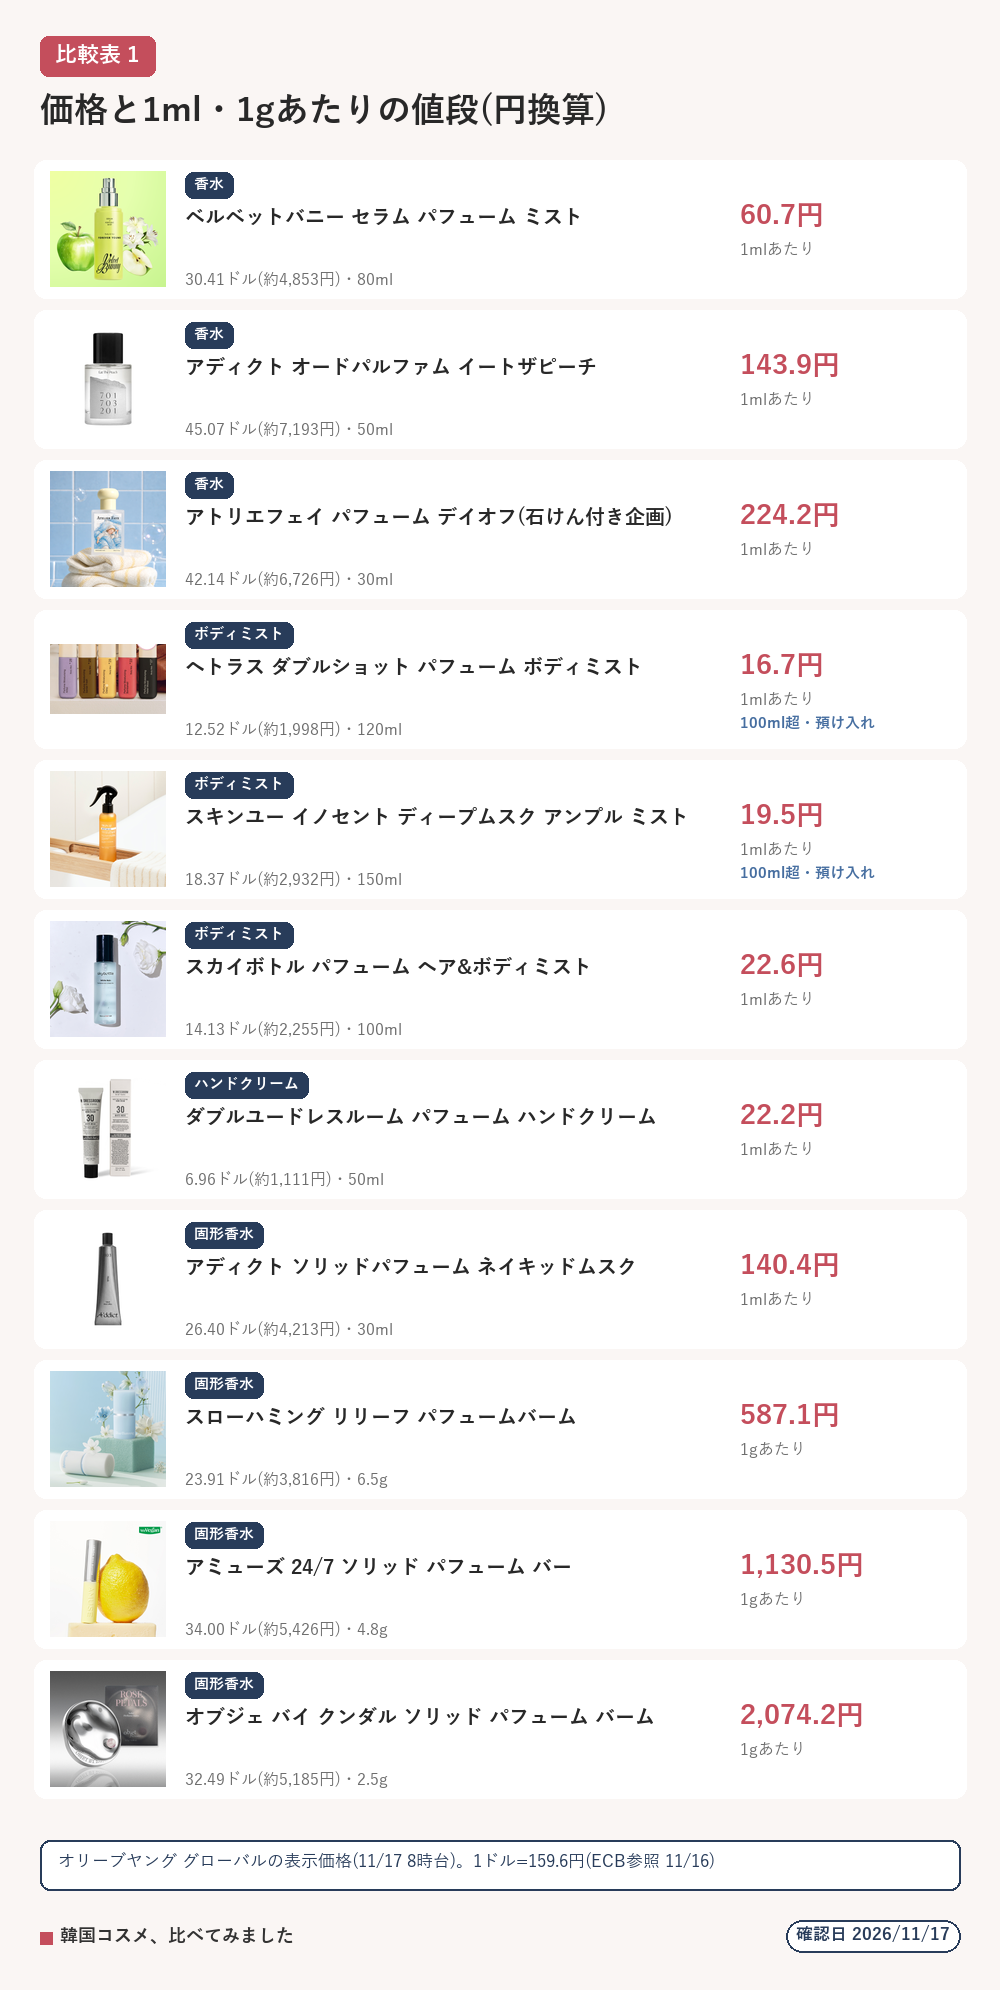 比較表 1
価格と1ml・1gあたりの値段(円換算)
香水
ベルベットバニー セラム パフューム ミスト
30.41ドル(約4,853円)・80ml
60.7円
1mlあたり
Velvet Bunny
香水
アディクト オードパルファム イートザピーチ
45.07ドル(約7,193円)・50ml
143.9円
1mlあたり
701
703
201
香水
アトリエフェイ パフューム デイオフ(石けん付き企画)
42.14ドル(約6,726円)・30ml
224.2円
1mlあたり
ボディミスト
ヘトラス ダブルショット パフューム ボディミスト
12.52ドル(約1,998円)・120ml
16.7円
1mlあたり
100ml超・預け入れ
ボディミスト
スキンユー イノセント ディープムスク アンプル ミスト
18.37ドル(約2,932円)・150ml
19.5円
1mlあたり
100ml超・預け入れ
ボディミスト
スカイボトル パフューム ヘア&ボディミスト
14.13ドル(約2,255円)・100ml
22.6円
1mlあたり
ハンドクリーム
ダブルユードレスルーム パフューム ハンドクリーム
6.96ドル(約1,111円)・50ml
22.2円
1mlあたり
30
30
固形香水
アディクト ソリッドパフューム ネイキッドムスク
26.40ドル(約4,213円)・30ml
140.4円
1mlあたり
固形香水
スローハミング リリーフ パフュームバーム
23.91ドル(約3,816円)・6.5g
587.1円
1gあたり
固形香水
アミューズ 24/7 ソリッド パフューム バー
34.00ドル(約5,426円)・4.8g
1,130.5円
1gあたり
固形香水
オブジェ バイ クンダル ソリッド パフューム バーム
32.49ドル(約5,185円)・2.5g
2,074.2円
1gあたり
ROSE
PETALS
オリーブヤング グローバルの表示価格(11/17 8時台)。1ドル=159.6円(ECB参照 11/16)
韓国コスメ、比べてみました
確認日 2026/11/17